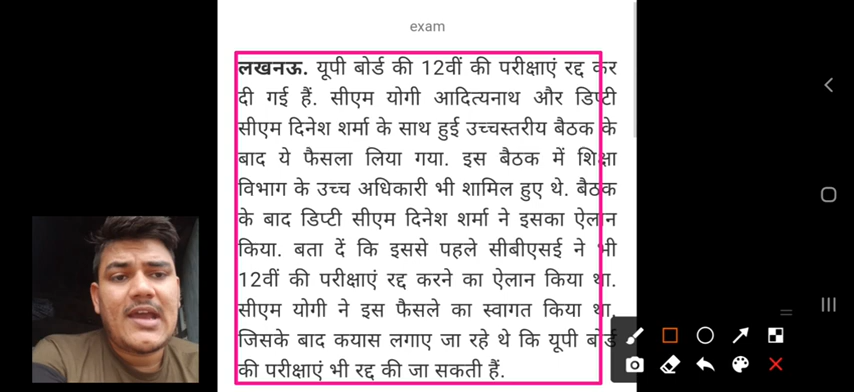 exam
लखनऊ. यूपी बोर्ड की 12वीं की परीक्षाएं रद्द कर
दी गई हैं. सीएम योगी आदित्यनाथ और डिप्टी
सीएम दिनेश शर्मा के साथ हुई उच्चस्तरीय बैठक के
बाद ये फैसला लिया गया. इस बैठक में शिक्षा
विभाग के उच्च अधिकारी भी शामिल हुए थे. बैठक
के बाद डिप्टी सीएम दिनेश शर्मा ने इसका ऐलान
किया. बता दें कि इससे पहले सीबीएसई ने भी
12वीं की परीक्षाएं रद्द करने का ऐलान किया था.
सीएम योगी ने इस फैसले का स्वागत किया था.
जिसके बाद कयास लगाए जा रहे थे कि यूपी बोर्ड
की परीक्षाएं भी रद्द की जा सकती हैं.